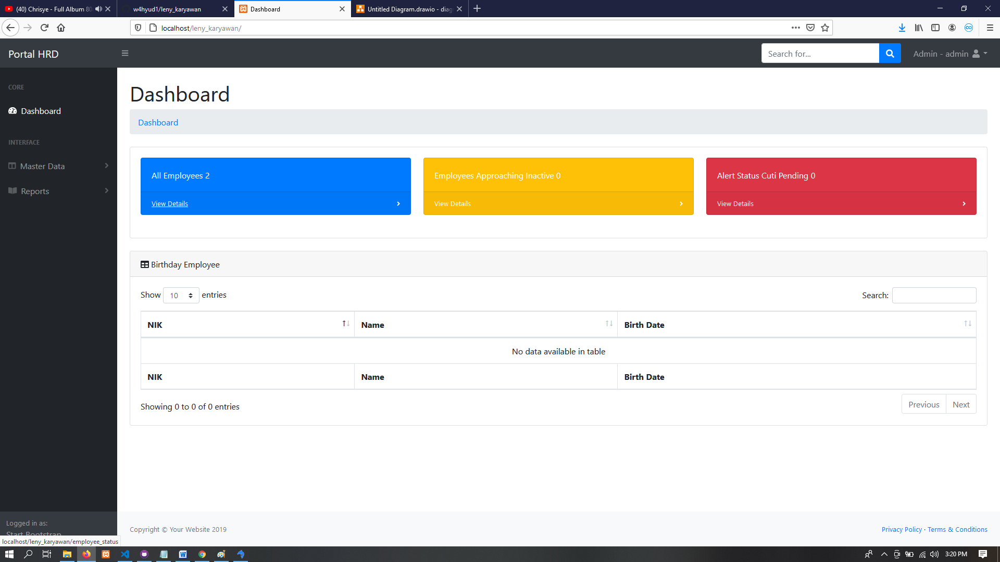 (40) Chrisye - Full Album 80
w4hyud1/leny_karyawan
Dashboard
Untitled Diagram.drawio - diag
localhost/leny_karyawan/
Portal HRD
Search for...
Admin - admin
CORE
Dashboard
INTERFACE
Master Data
Reports
Dashboard
Dashboard
All Employees 2
View Details
Employees Approaching Inactive 0
View Details
Alert Status Cuti Pending 0
View Details
Birthday Employee
Show 10 entries
Search:
NIK Name Birth Date
No data available in table
NIK Name Birth Date
Showing 0 to 0 of 0 entries
Previous Next
Logged in as:
Start Bootstrap
Copyright © Your Website 2019
Privacy Policy · Terms & Conditions
localhost/leny_karyawan/employee_status
3:20 PM